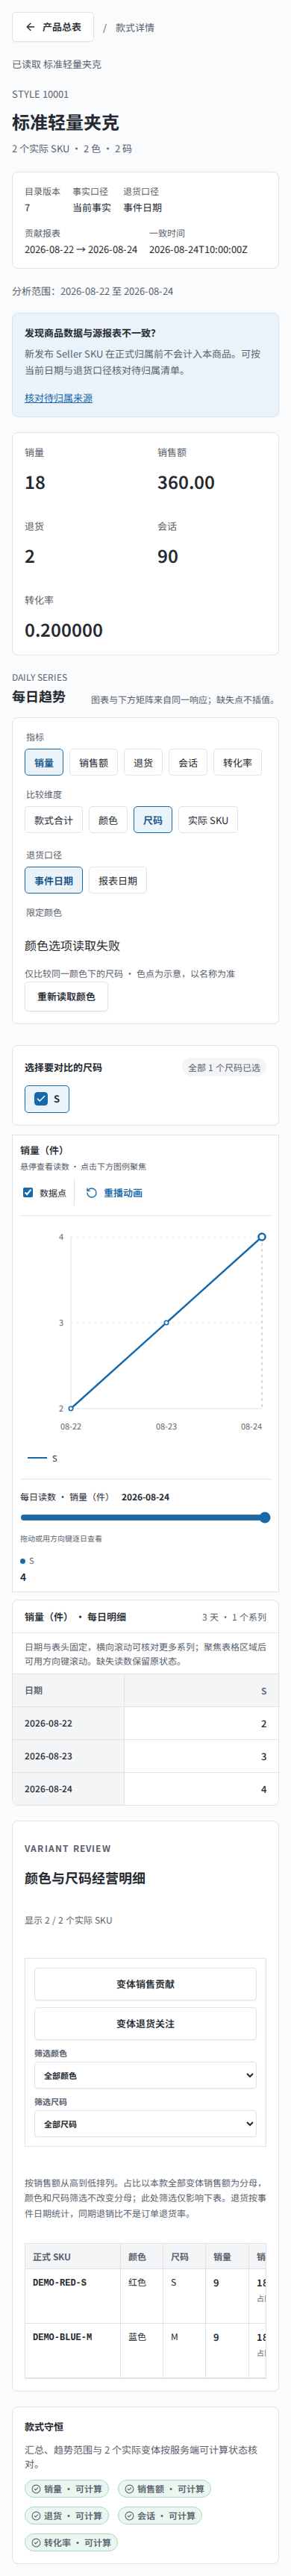 ← 产品总表 / 款式详情
已读取 标准轻量夹克
STYLE 10001
标准轻量夹克
2 个实际 SKU · 2 色 · 2 码
目录版本 事实口径 退货口径
7 当前事实 事件日期
贡献报表 一致时间
2026-08-22 → 2026-08-24 2026-08-24T10:00:00Z
分析范围：2026-08-22 至 2026-08-24
发现商品数据与源报表不一致？
新发布 Seller SKU 在正式归属前不会计入本商品。可按
当前日期与退货口径核对待归属清单。
核对待归属来源
销量 销售额
18 360.00
退货 会话
2 90
转化率
0.200000
DAILY SERIES
每日趋势 图表与下方矩阵来自同一响应；缺失点不插值。
指标
销量 销售额 退货 会话 转化率
比较维度
款式合计 颜色 尺码 实际 SKU
退货口径
事件日期 报表日期
限定颜色
颜色选项读取失败
仅比较同一颜色下的尺码 · 色点为示意，以名称为准
重新读取颜色
选择要对比的尺码 全部 1 个尺码已选
S
销量（件）
悬停查看读数 · 点击下方图例聚焦
数据点 重播动画
4
3
2
08-22 08-23 08-24
S
每日读数 · 销量（件） 2026-08-24
拖动或用方向键逐日查看
S
4
销量（件） · 每日明细 3 天 · 1 个系列
日期与表头固定，横向滚动可核对更多系列；聚焦表格区域后
可用方向键滚动。缺失读数保留原状态。
日期 S
2026-08-22 2
2026-08-23 3
2026-08-24 4
VARIANT REVIEW
颜色与尺码经营明细
显示 2 / 2 个实际 SKU
变体销售贡献
变体退货关注
筛选颜色
全部颜色
筛选尺码
全部尺码
按销售额从高到低排列。占比以本款全部变体销售额为分母，
颜色和尺码筛选不改变分母；此处筛选仅影响下表。退货按事
件日期统计，同期退销比不是订单退货率。
正式 SKU 颜色 尺码 销量 销
DEMO-RED-S 红色 S 9 18
占
DEMO-BLUE-M 蓝色 M 9 18
占
款式守恒
汇总、趋势范围与 2 个实际变体按服务端可计算状态核
对。
销量 · 可计算 销售额 · 可计算
退货 · 可计算 会话 · 可计算
转化率 · 可计算